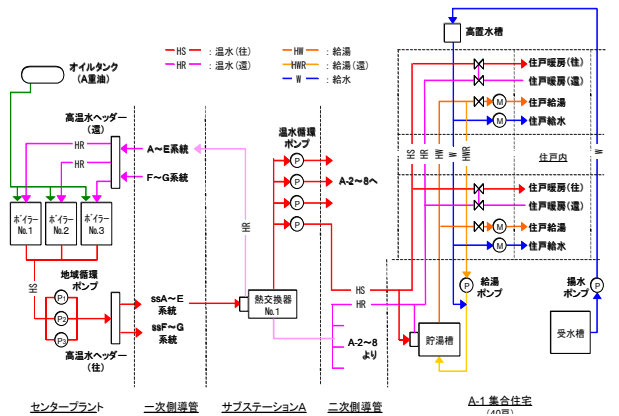 HS : 温水(往)
HR : 温水(還)
HW : 給湯
HWR : 給湯(還)
W : 給水
高置水槽
オイルタンク
(A重油)
高温水ヘッダー
(還)
HR
HR
HR
A~E系統
F~G系統
ボイラー
No.1
ボイラー
No.2
ボイラー
No.3
HS
地域循環
ポンプ
P1
P2
P3
高温水ヘッダー
(往)
ssA~E
系統
ssF~G
系統
HR
温水循環
ポンプ
P
P
P
P
A-2~8へ
熱交換器
No.1
HS
HR
A-2~8
より
住戸暖房(往)
住戸暖房(還)
M
住戸給湯
M
住戸給水
HS
HR
HW
W
HWR
住戸内
W
住戸暖房(往)
住戸暖房(還)
M
住戸給湯
M
住戸給水
P
給湯
ポンプ
揚水
ポンプ
P
貯湯槽
受水槽
センタープラント
一次側導管
サブステーションA
二次側導管
A-1 集合住宅
(40戸)